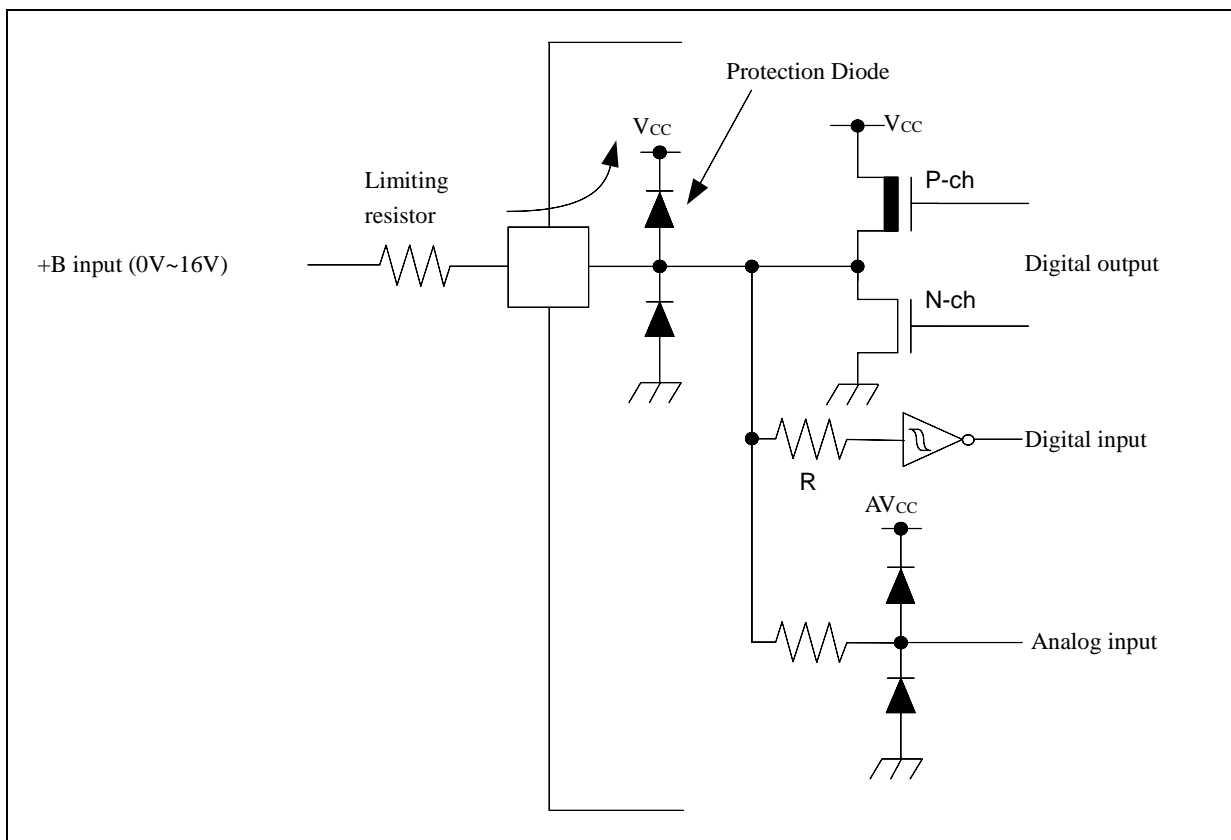 Protection Diode
VCC
VCC
Limiting
resistor
P-ch
+B input (0V~16V)
Digital output
N-ch
Digital input
R
AVCC
Analog input